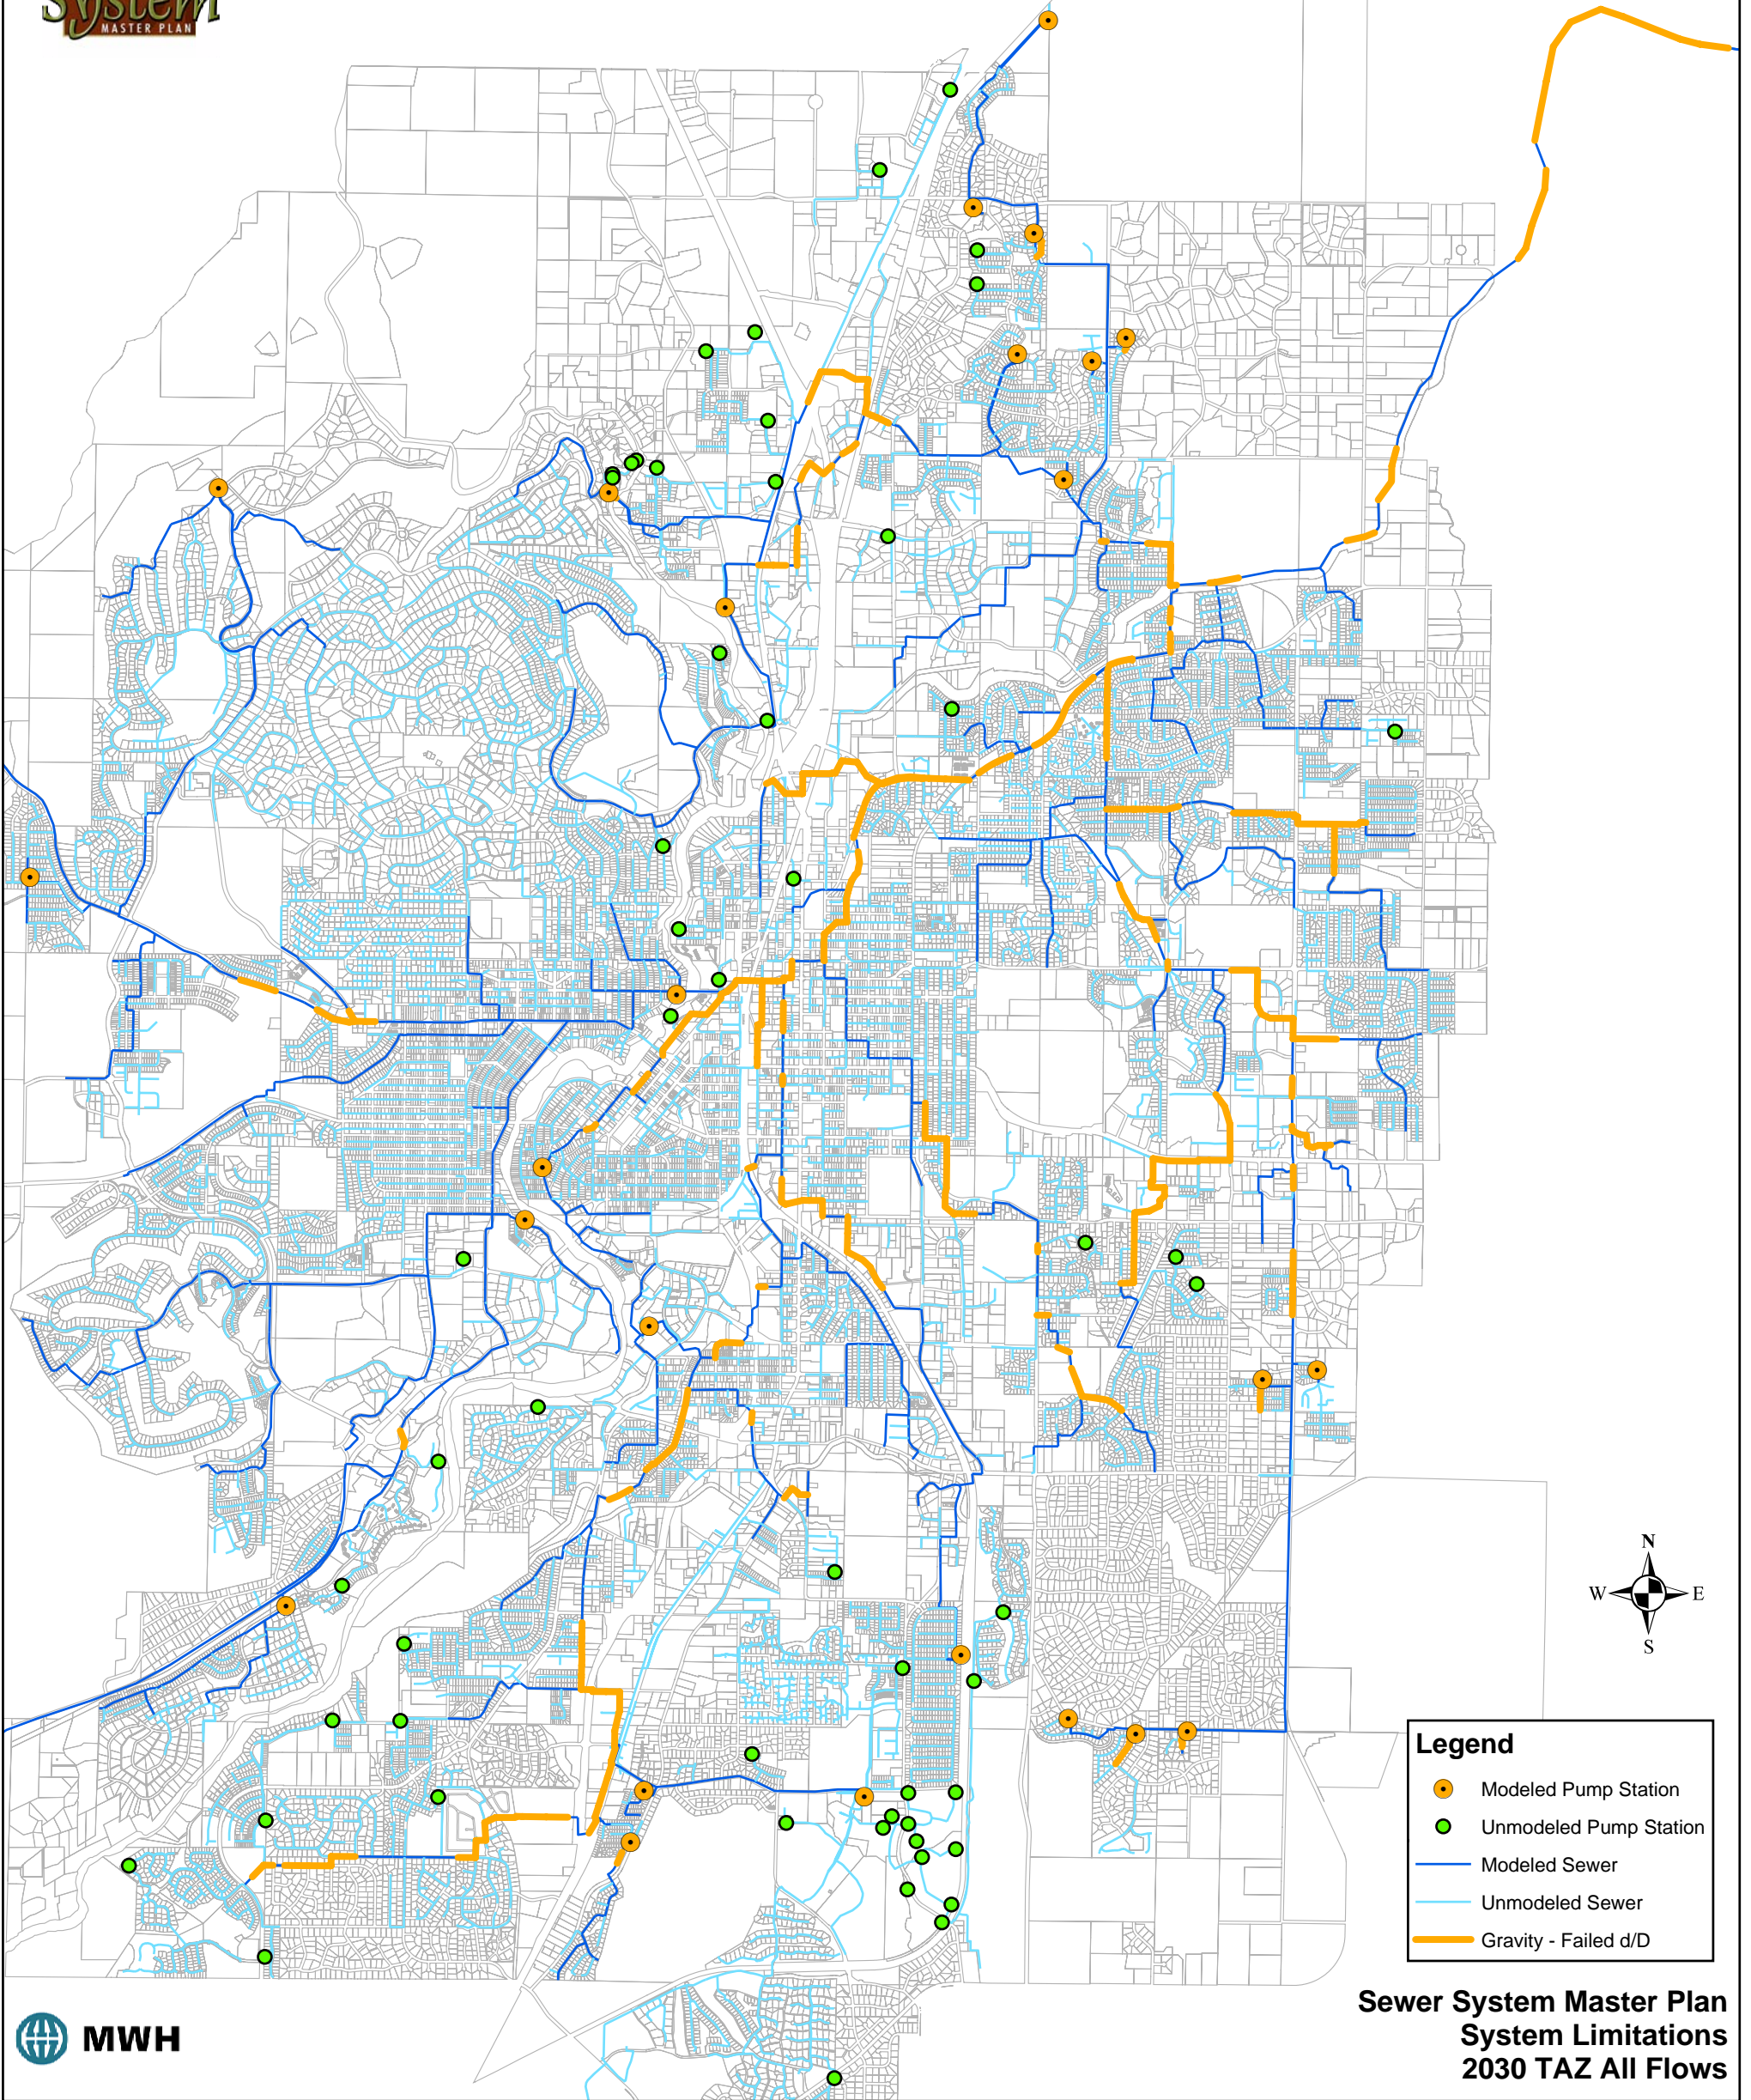 System
MASTER PLAN
N
W E
S
Legend
Modeled Pump Station
Unmodeled Pump Station
Modeled Sewer
Unmodeled Sewer
Gravity - Failed d/D
MWH
Sewer System Master Plan
System Limitations
2030 TAZ All Flows